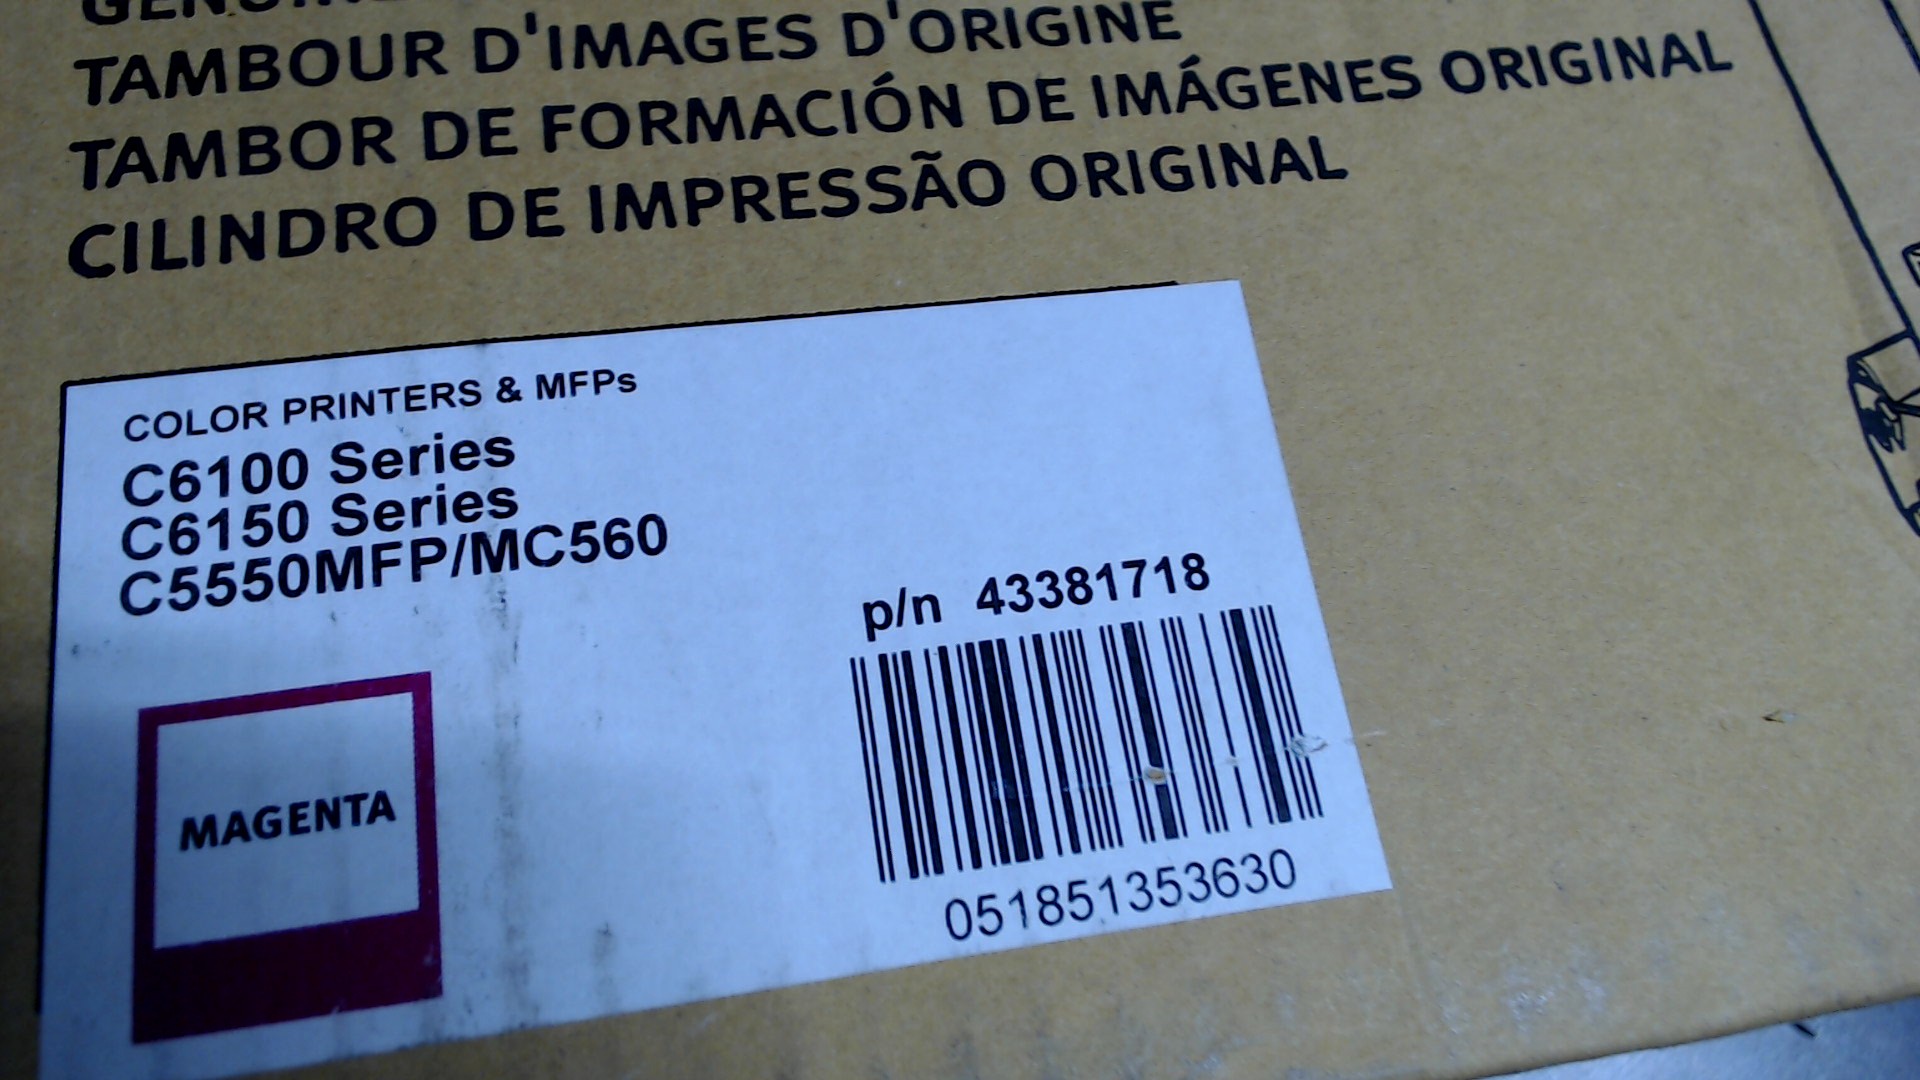 TAMBOUR D'IMAGES D'ORIGINE
TAMBOR DE FORMACIÓN DE IMÁGENES ORIGINAL
CILINDRO DE IMPRESSÃO ORIGINAL
COLOR PRINTERS & MFPs
C6100 Series
C6150 Series
C5550MFP/MC560
p/n 43381718
MAGENTA
051851353630